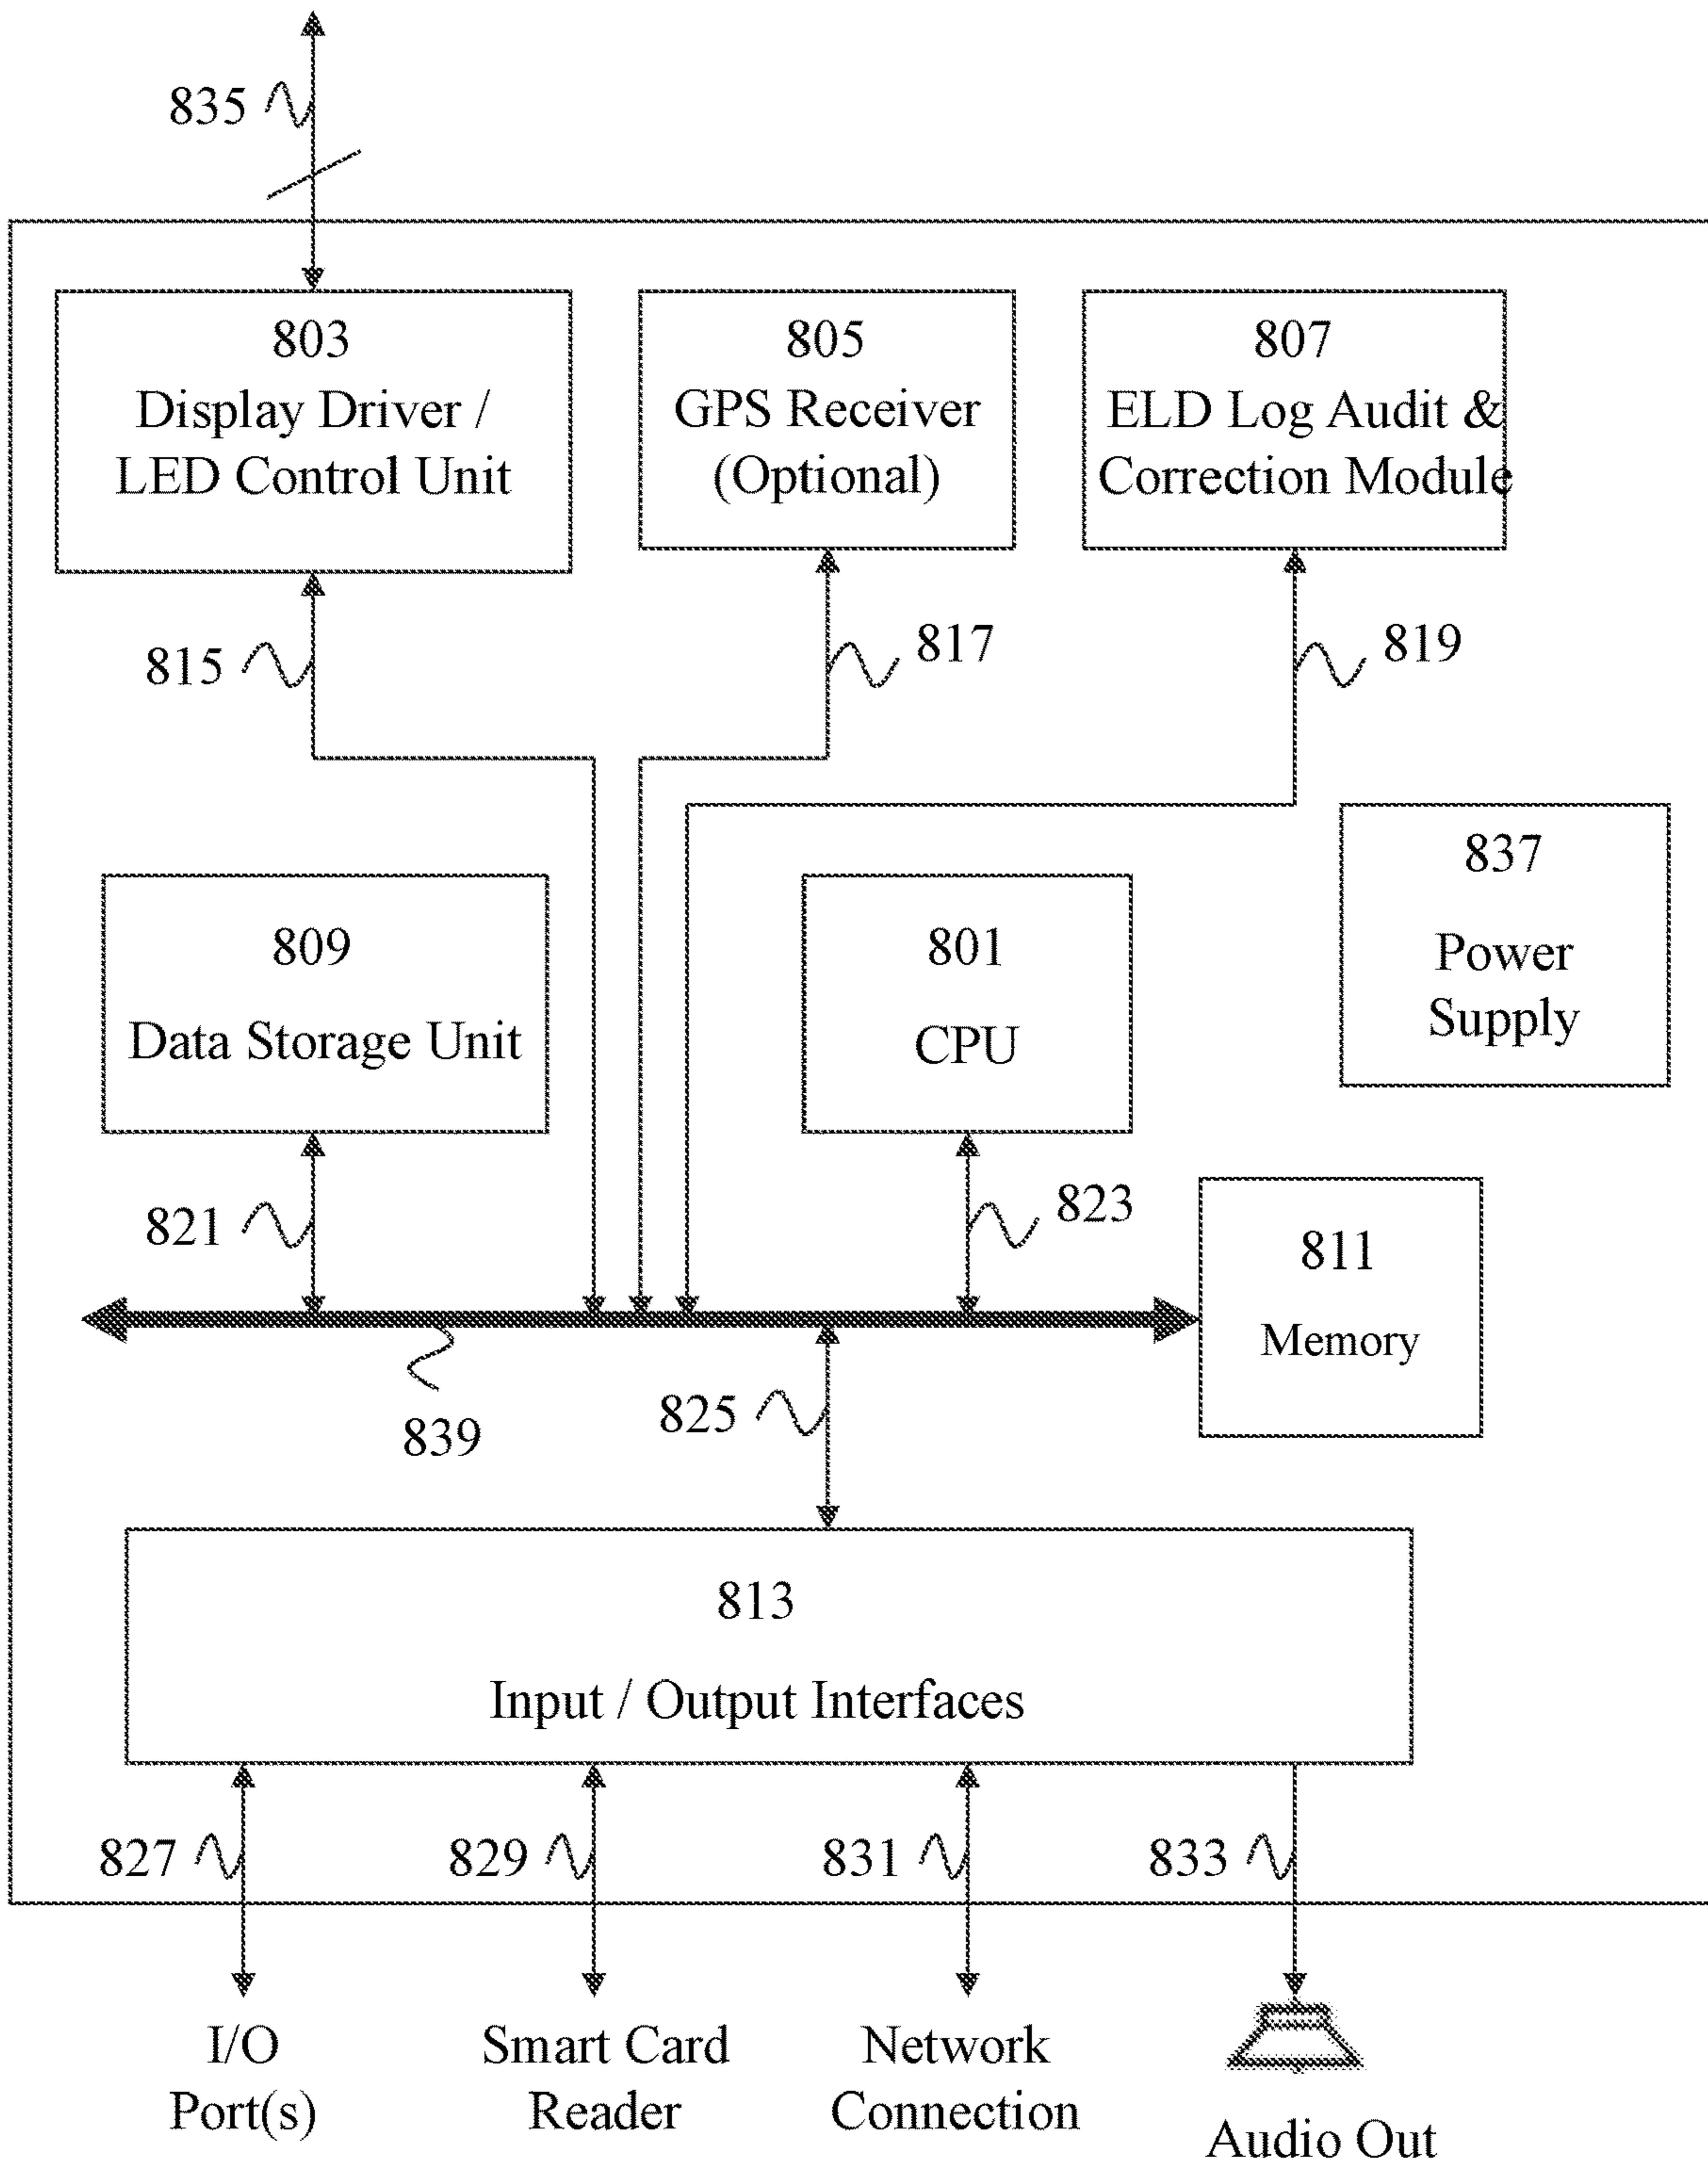 835
803
Display Driver /
LED Control Unit
805
GPS Receiver
(Optional)
807
ELD Log Audit &
Correction Module
815
817
819
837
Power
Supply
809
Data Storage Unit
801
CPU
821
823
811
Memory
839
825
813
Input / Output Interfaces
827
829
831
833
I/O
Port(s)
Smart Card
Reader
Network
Connection
Audio Out